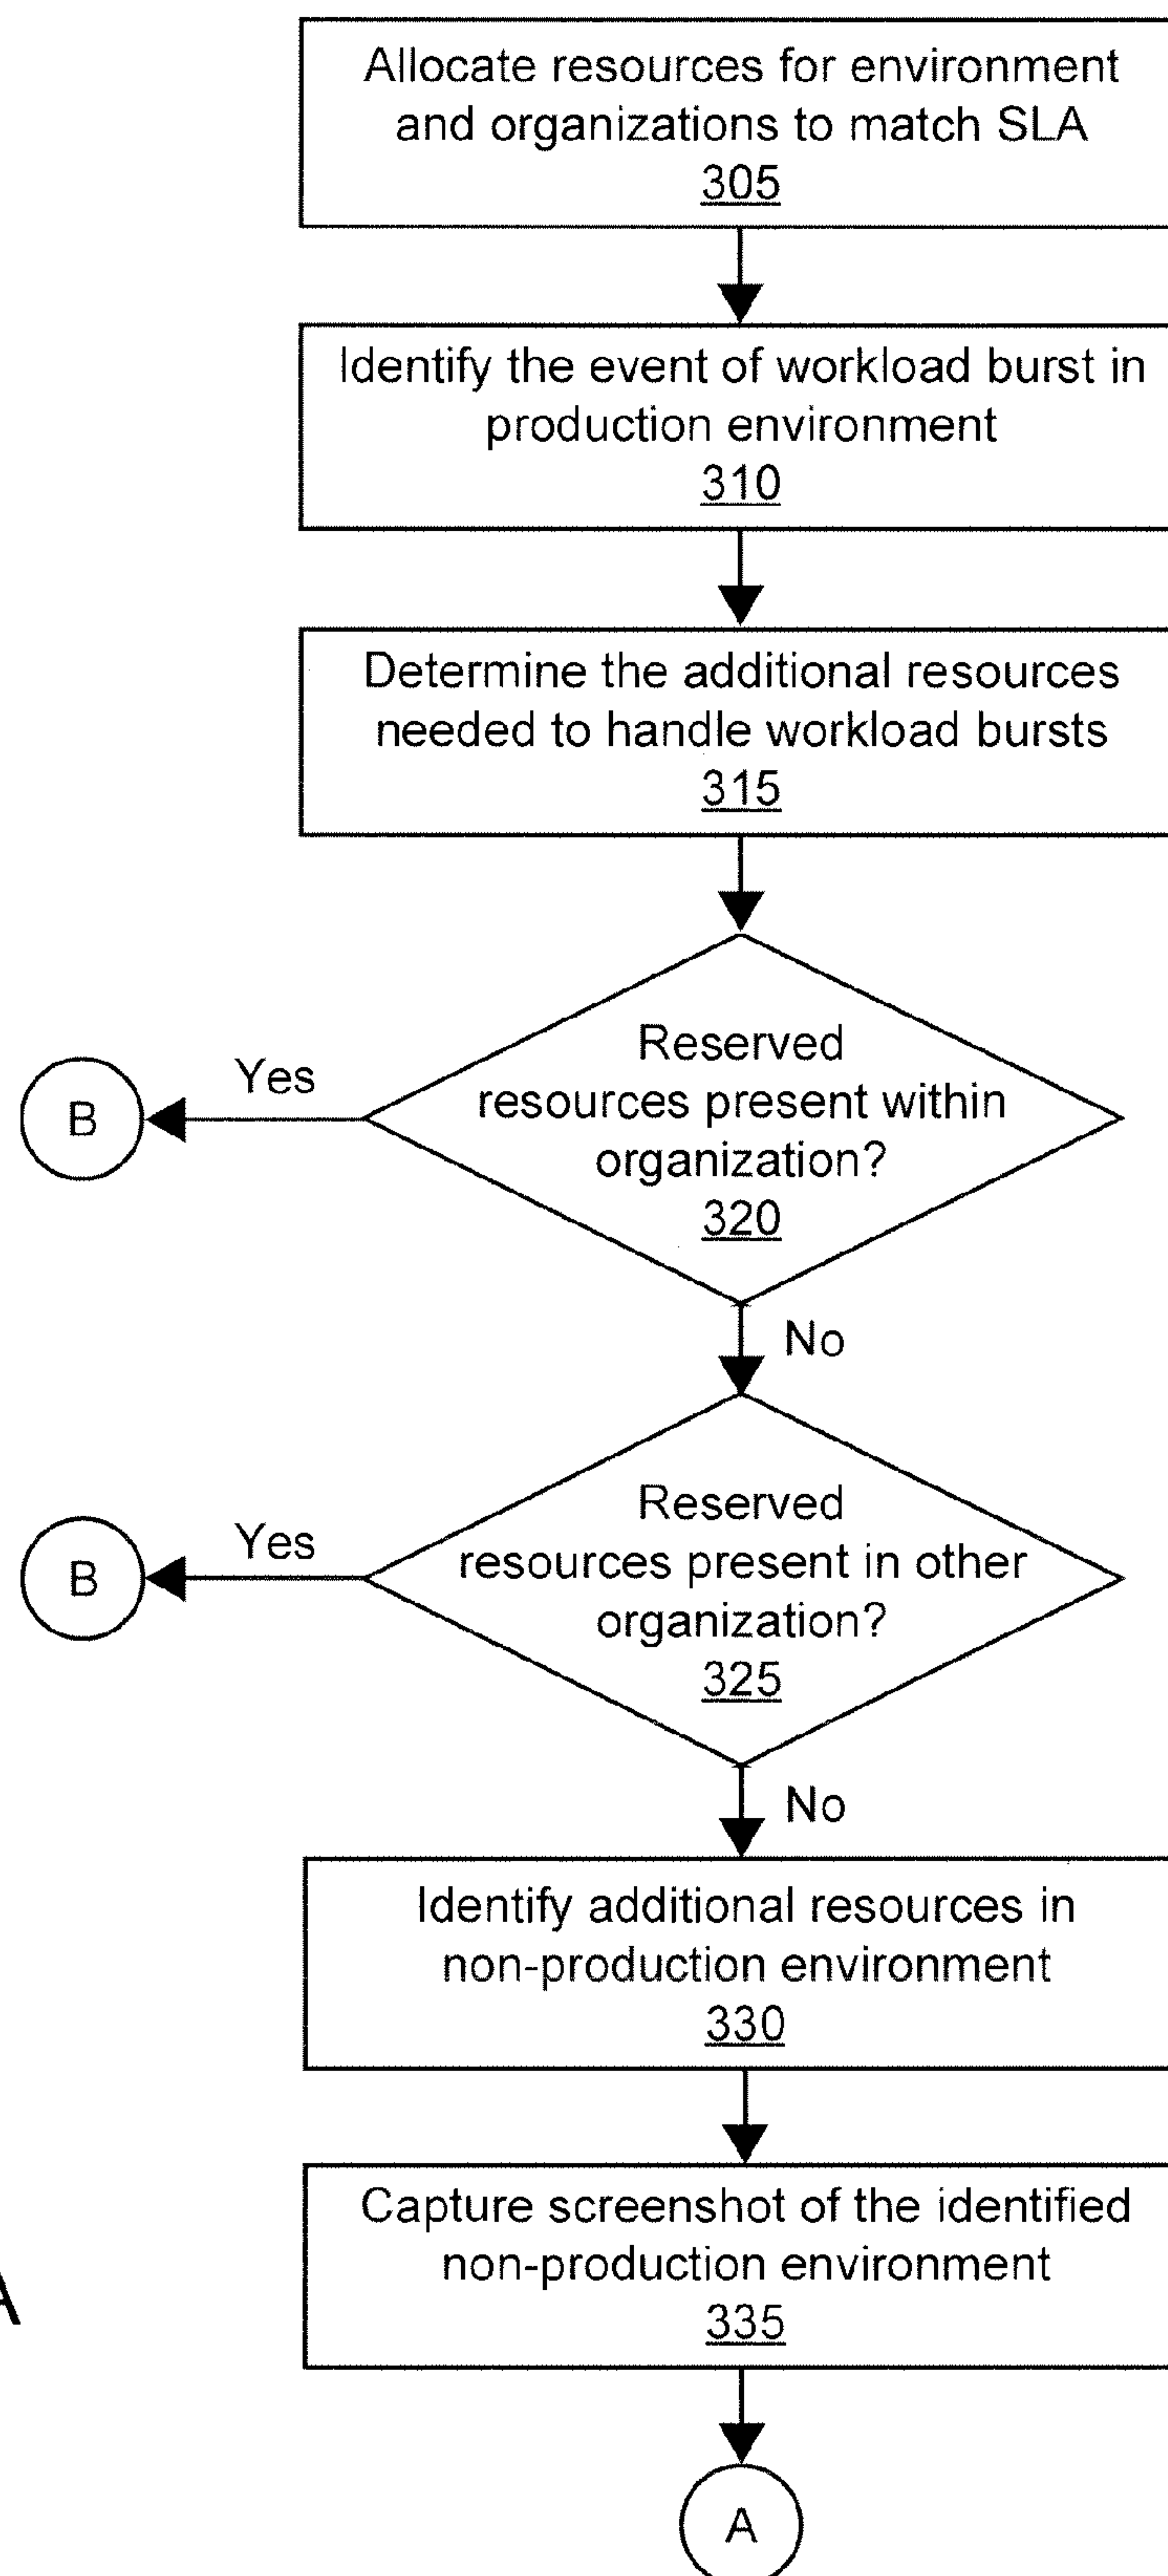 Allocate resources for environment
and organizations to match SLA
305
Identify the event of workload burst in
production environment
310
Determine the additional resources
needed to handle workload bursts
315
Reserved
resources present within
organization?
320
Yes
B
No
Reserved
resources present in other
organization?
325
Yes
B
No
Identify additional resources in
non-production environment
330
Capture screenshot of the identified
non-production environment
335
A
A